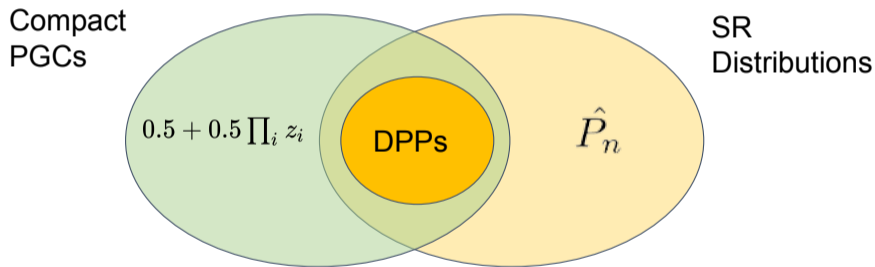 Compact
PGCs
SR
Distributions
0.5 + 0.5 ∏ᵢ zᵢ
DPPs
P̂ₙ